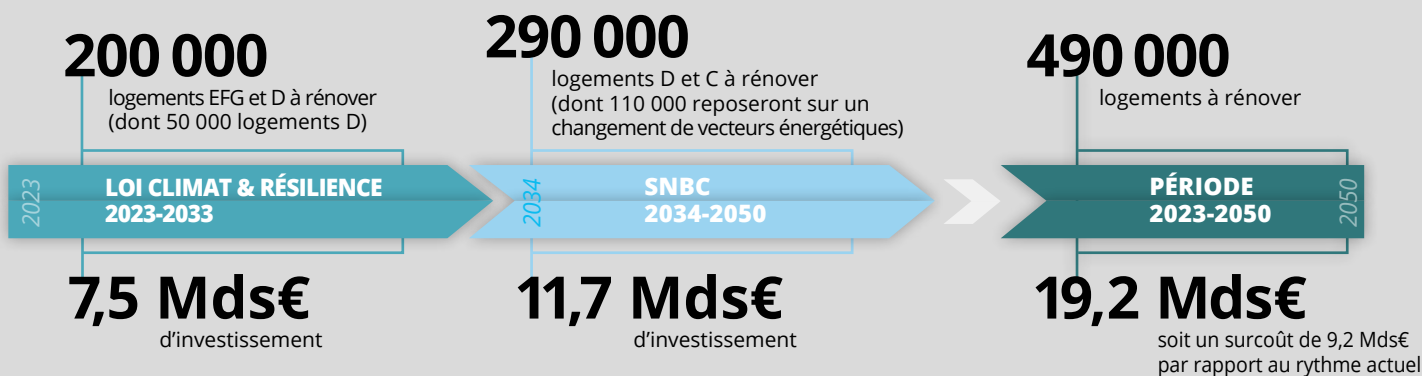 200 000
logements EFG et D à rénover
(dont 50 000 logements D)
2023
LOI CLIMAT & RÉSILIENCE
2023-2033
7,5 Mds€
d'investissement
290 000
logements D et C à rénover
(dont 110 000 reposeront sur un
changement de vecteurs énergétiques)
2034
SNBC
2034-2050
11,7 Mds€
d'investissement
490 000
logements à rénover
PÉRIODE
2023-2050
2050
19,2 Mds€
soit un surcoût de 9,2 Mds€
par rapport au rythme actuel